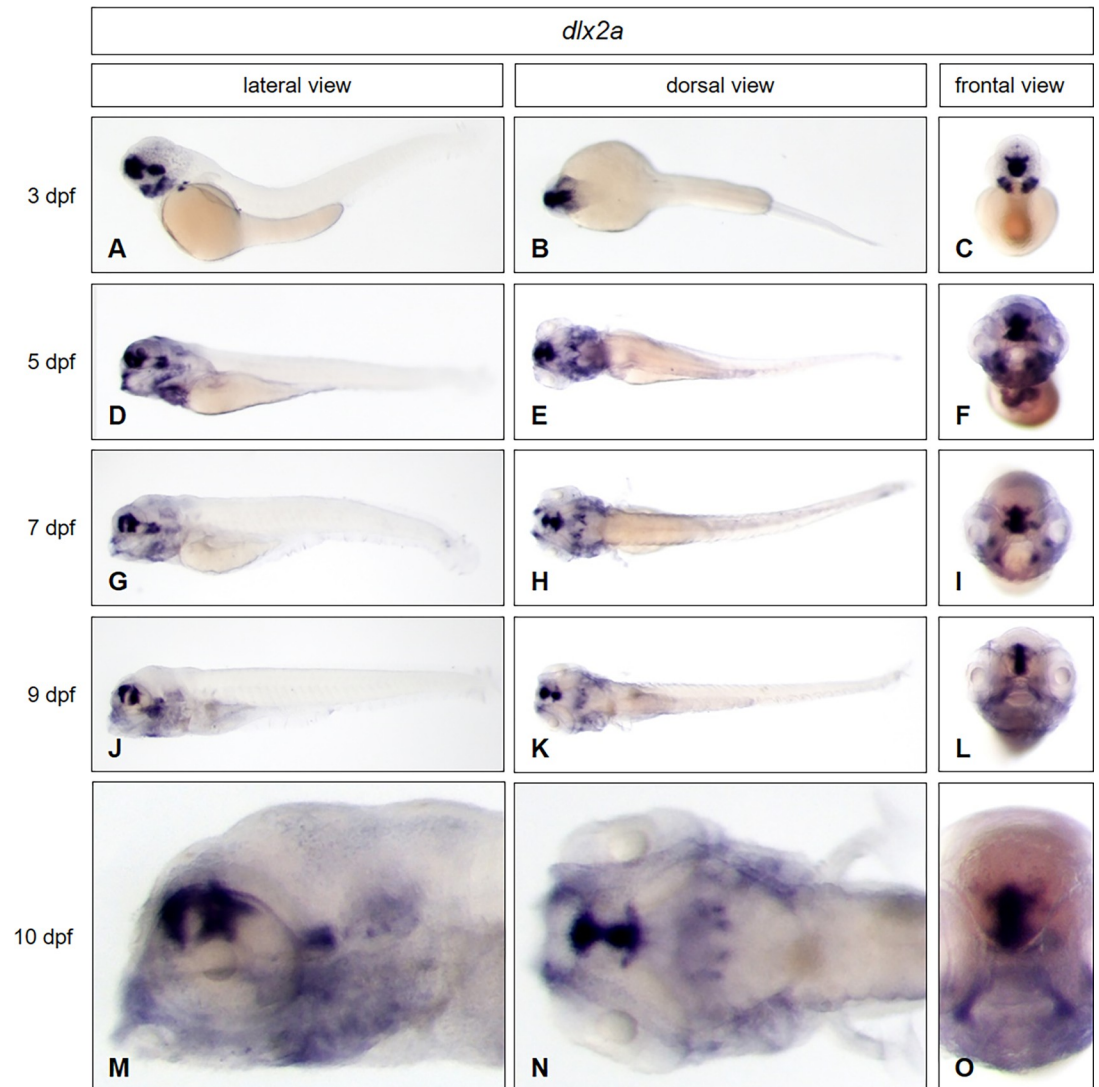 dlx2a
lateral view dorsal view frontal view
3 dpf
A B C
5 dpf
D E F
7 dpf
G H I
9 dpf
J K L
10 dpf
M N O